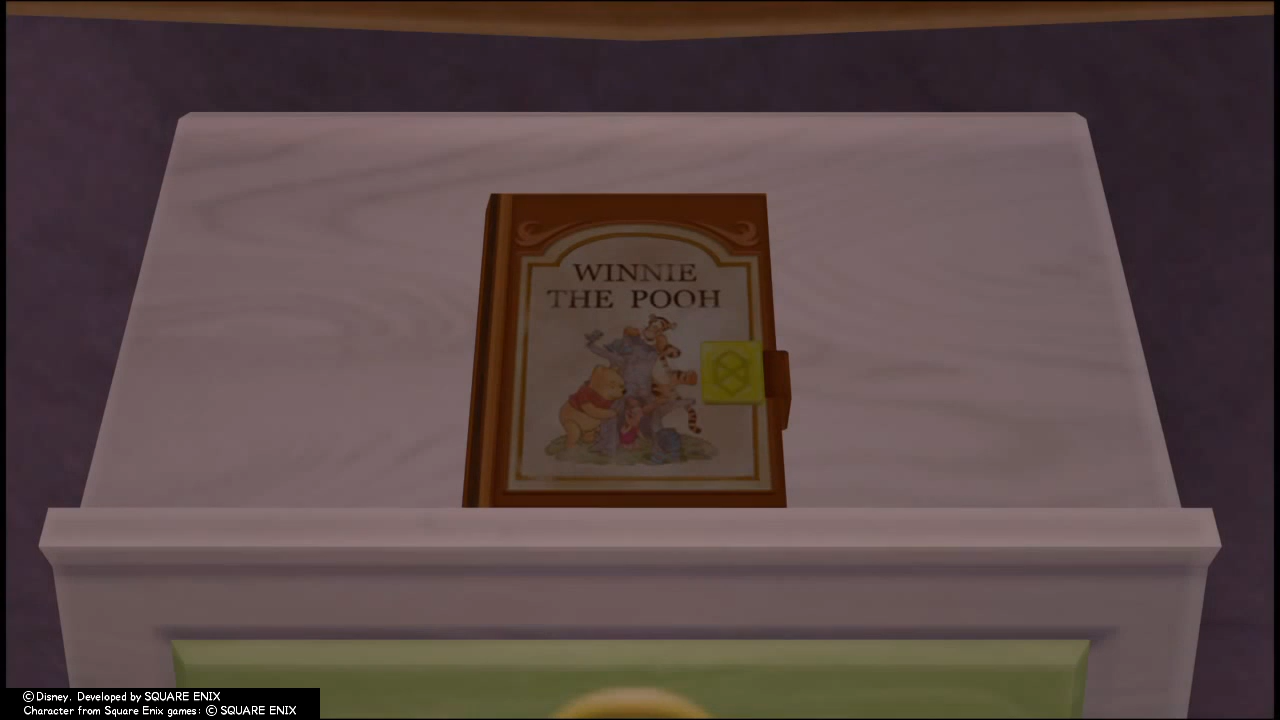 WINNIE
THE POOH
©Disney. Developed by SQUARE ENIX
Character from Square Enix games: © SQUARE ENIX